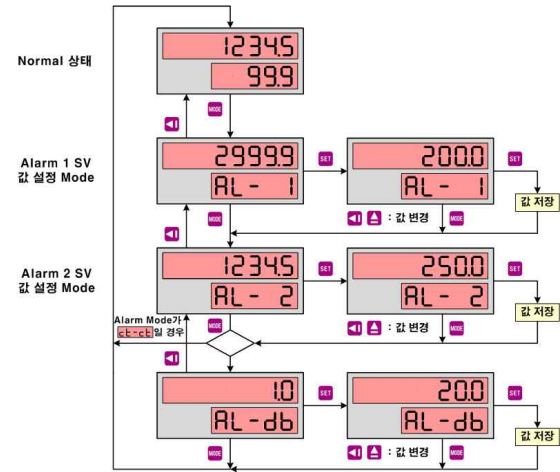 1234.5
Normal 상태
99.9
MODE
Alarm 1 SV
값 설정 Mode
2999.9
SET
200.0
SET
AL- 1
AL- 1
값 저장
MODE
: 값 변경
MODE
Alarm 2 SV
값 설정 Mode
1234.5
SET
250.0
SET
AL- 2
AL- 2
값 저장
Alarm Mode가
ct-ct 일 경우
MODE
: 값 변경
MODE
1.0
SET
20.0
SET
AL-db
AL-db
값 저장
MODE
: 값 변경
MODE